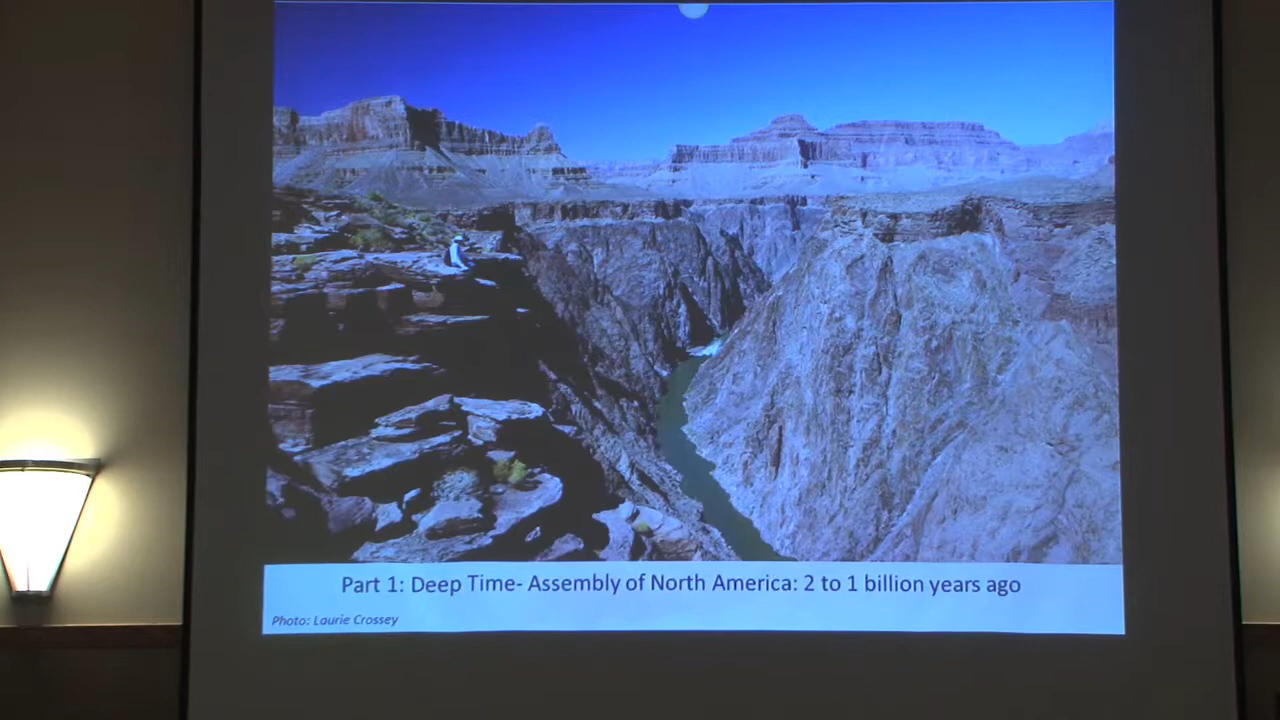 Part 1: Deep Time- Assembly of North America: 2 to 1 billion years ago
Photo: Laurie Crossey